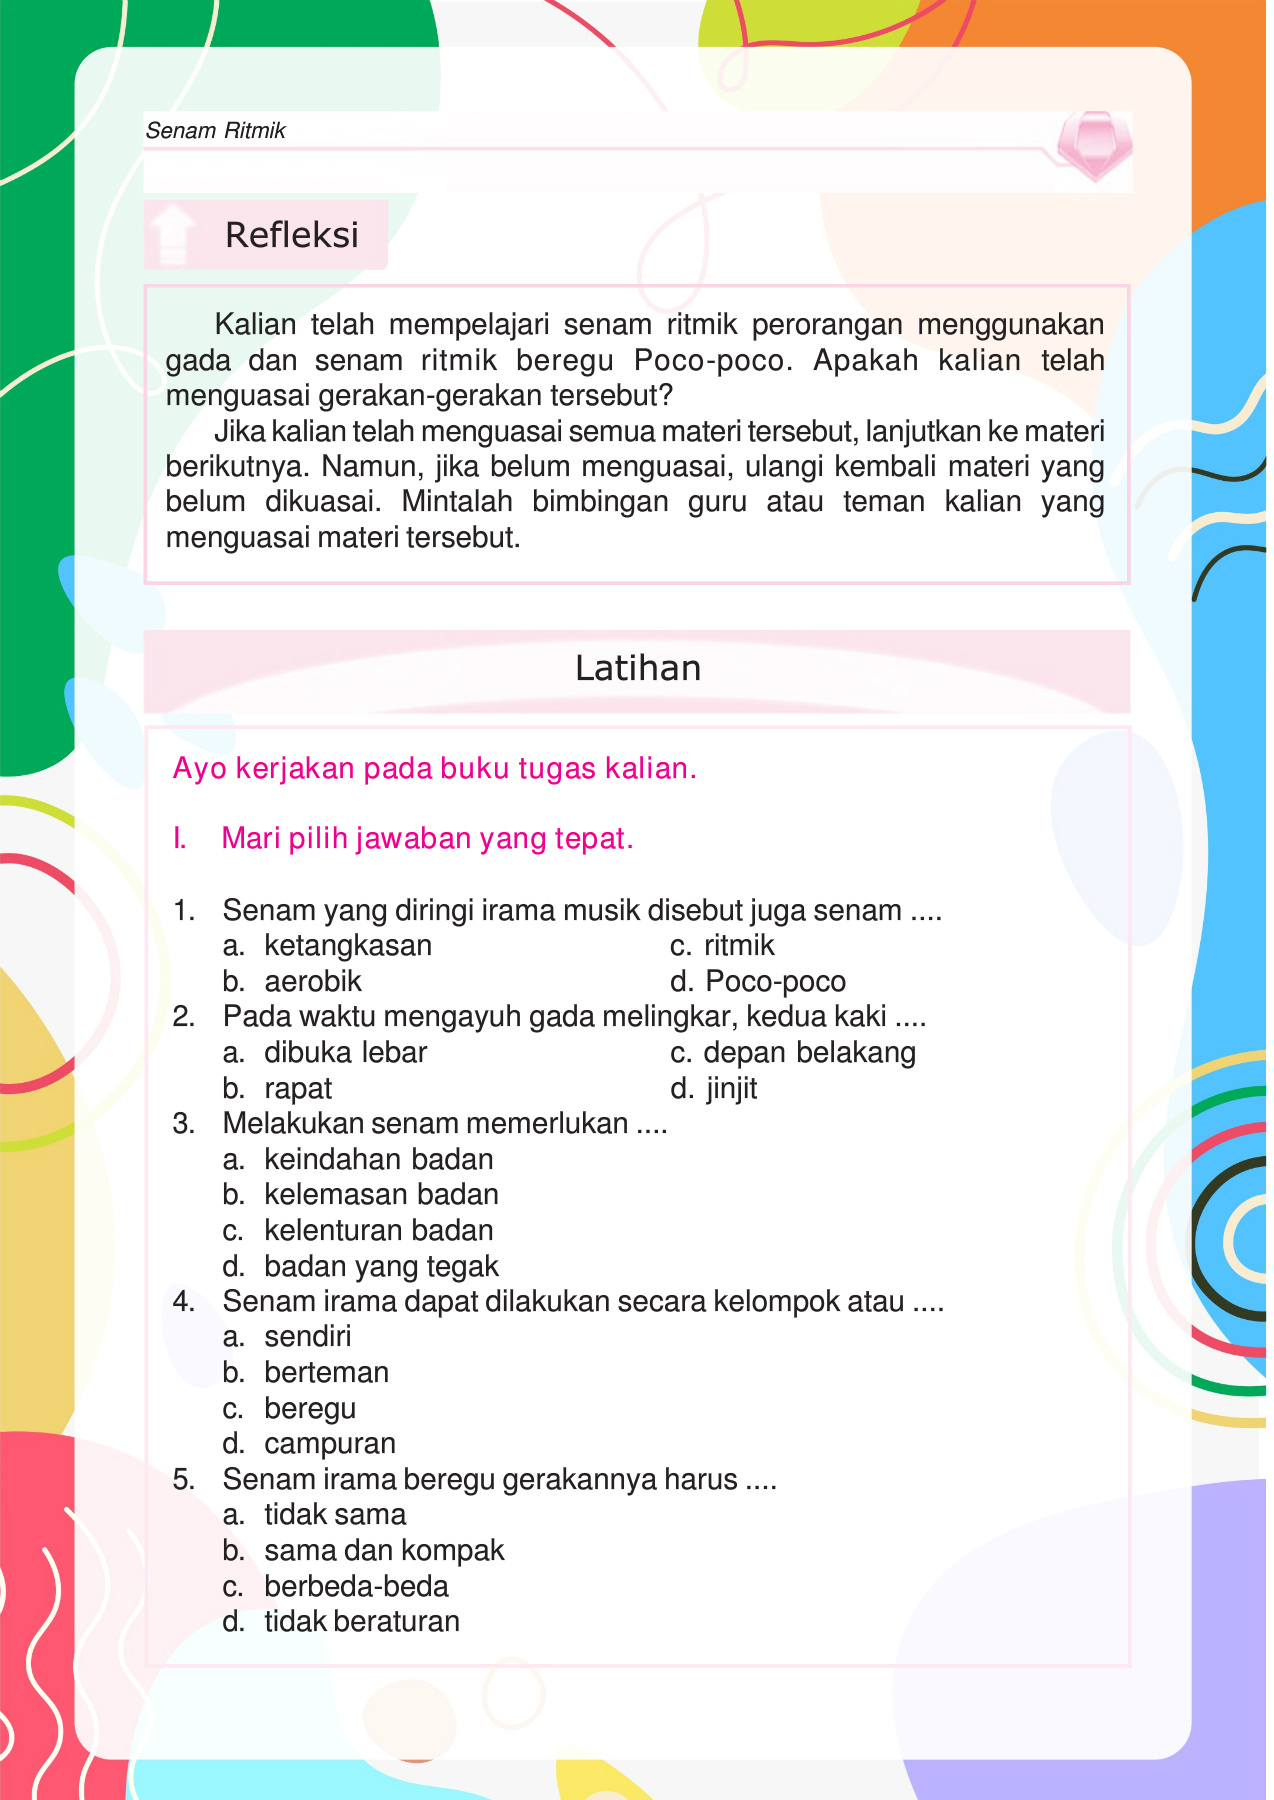 Senam Ritmik
Refleksi
Kalian telah mempelajari senam ritmik perorangan menggunakan
gada dan senam ritmik beregu Poco-poco. Apakah kalian telah
menguasai gerakan-gerakan tersebut?
Jika kalian telah menguasai semua materi tersebut, lanjutkan ke materi
berikutnya. Namun, jika belum menguasai, ulangi kembali materi yang
belum dikuasai. Mintalah bimbingan guru atau teman kalian yang
menguasai materi tersebut.
Latihan
Ayo kerjakan pada buku tugas kalian.
I. Mari pilih jawaban yang tepat.
1. Senam yang diringi irama musik disebut juga senam ....
a. ketangkasan c. ritmik
b. aerobik d. Poco-poco
2. Pada waktu mengayuh gada melingkar, kedua kaki ....
a. dibuka lebar c. depan belakang
b. rapat d. jinjit
3. Melakukan senam memerlukan ....
a. keindahan badan
b. kelemasan badan
c. kelenturan badan
d. badan yang tegak
4. Senam irama dapat dilakukan secara kelompok atau ....
a. sendiri
b. berteman
c. beregu
d. campuran
5. Senam irama beregu gerakannya harus ....
a. tidak sama
b. sama dan kompak
c. berbeda-beda
d. tidak beraturan